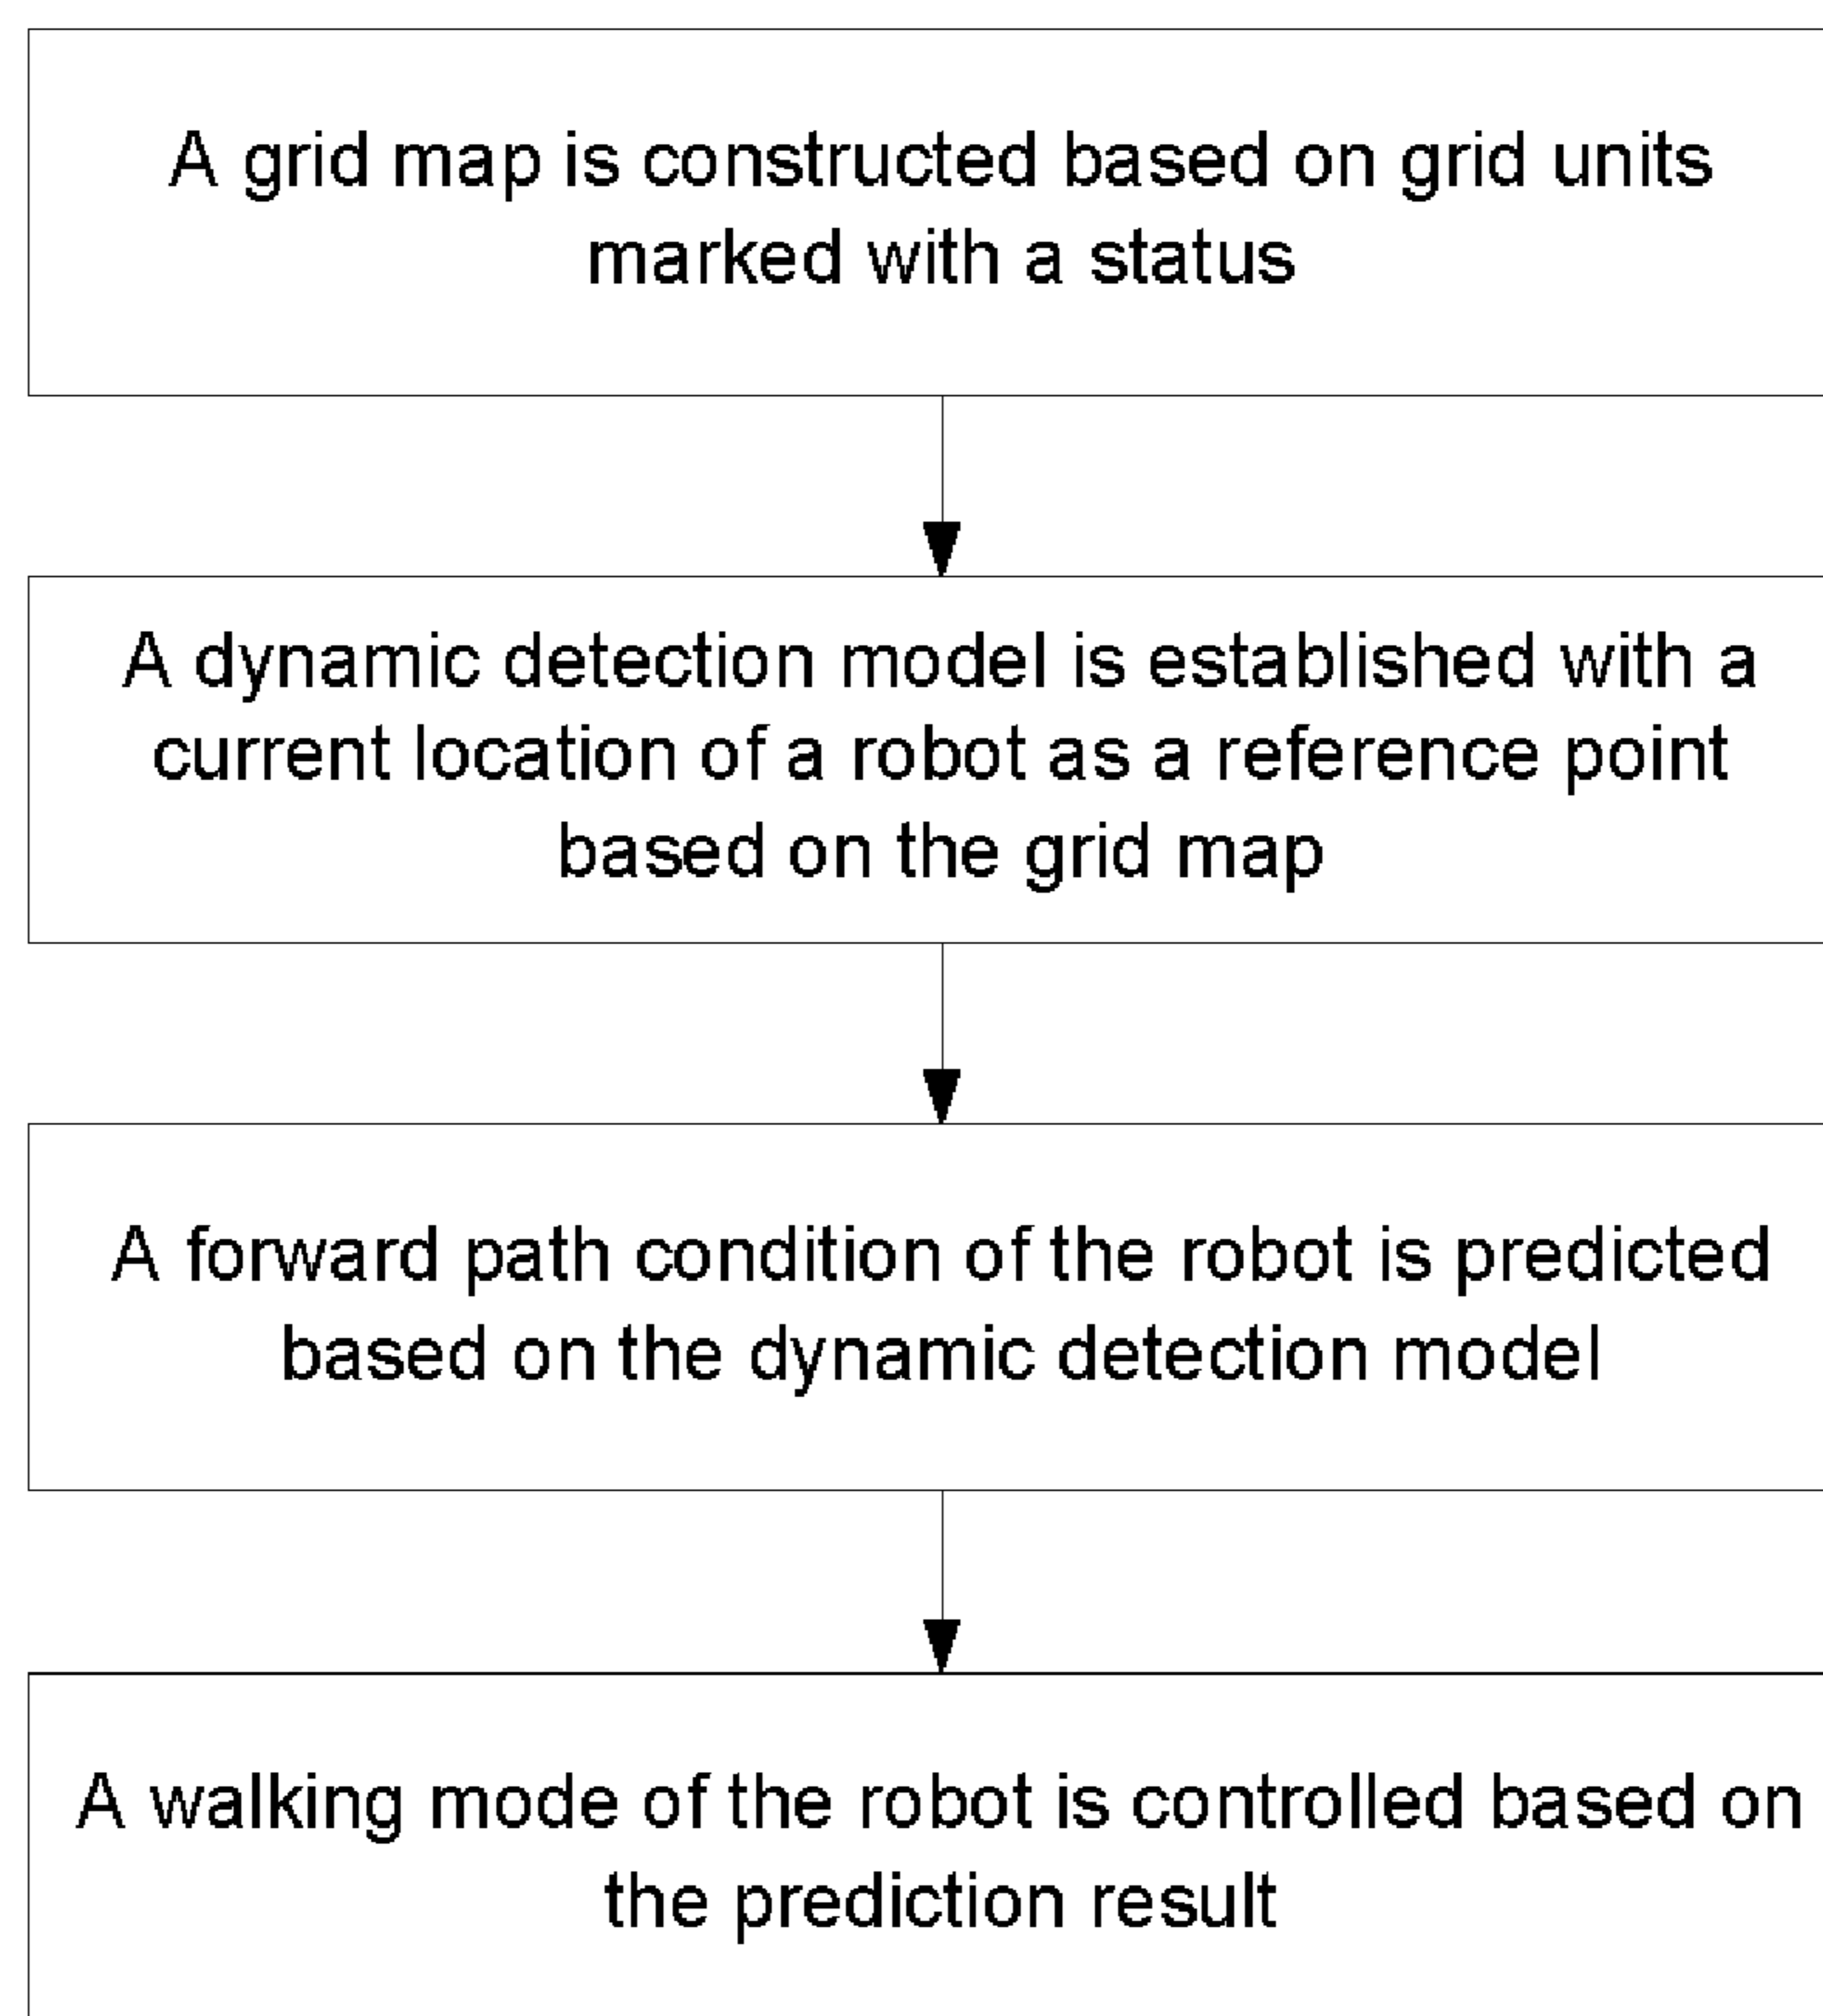 A grid map is constructed based on grid units
marked with a status
A dynamic detection model is established with a
current location of a robot as a reference point
based on the grid map
A forward path condition of the robot is predicted
based on the dynamic detection model
A walking mode of the robot is controlled based on
the prediction result